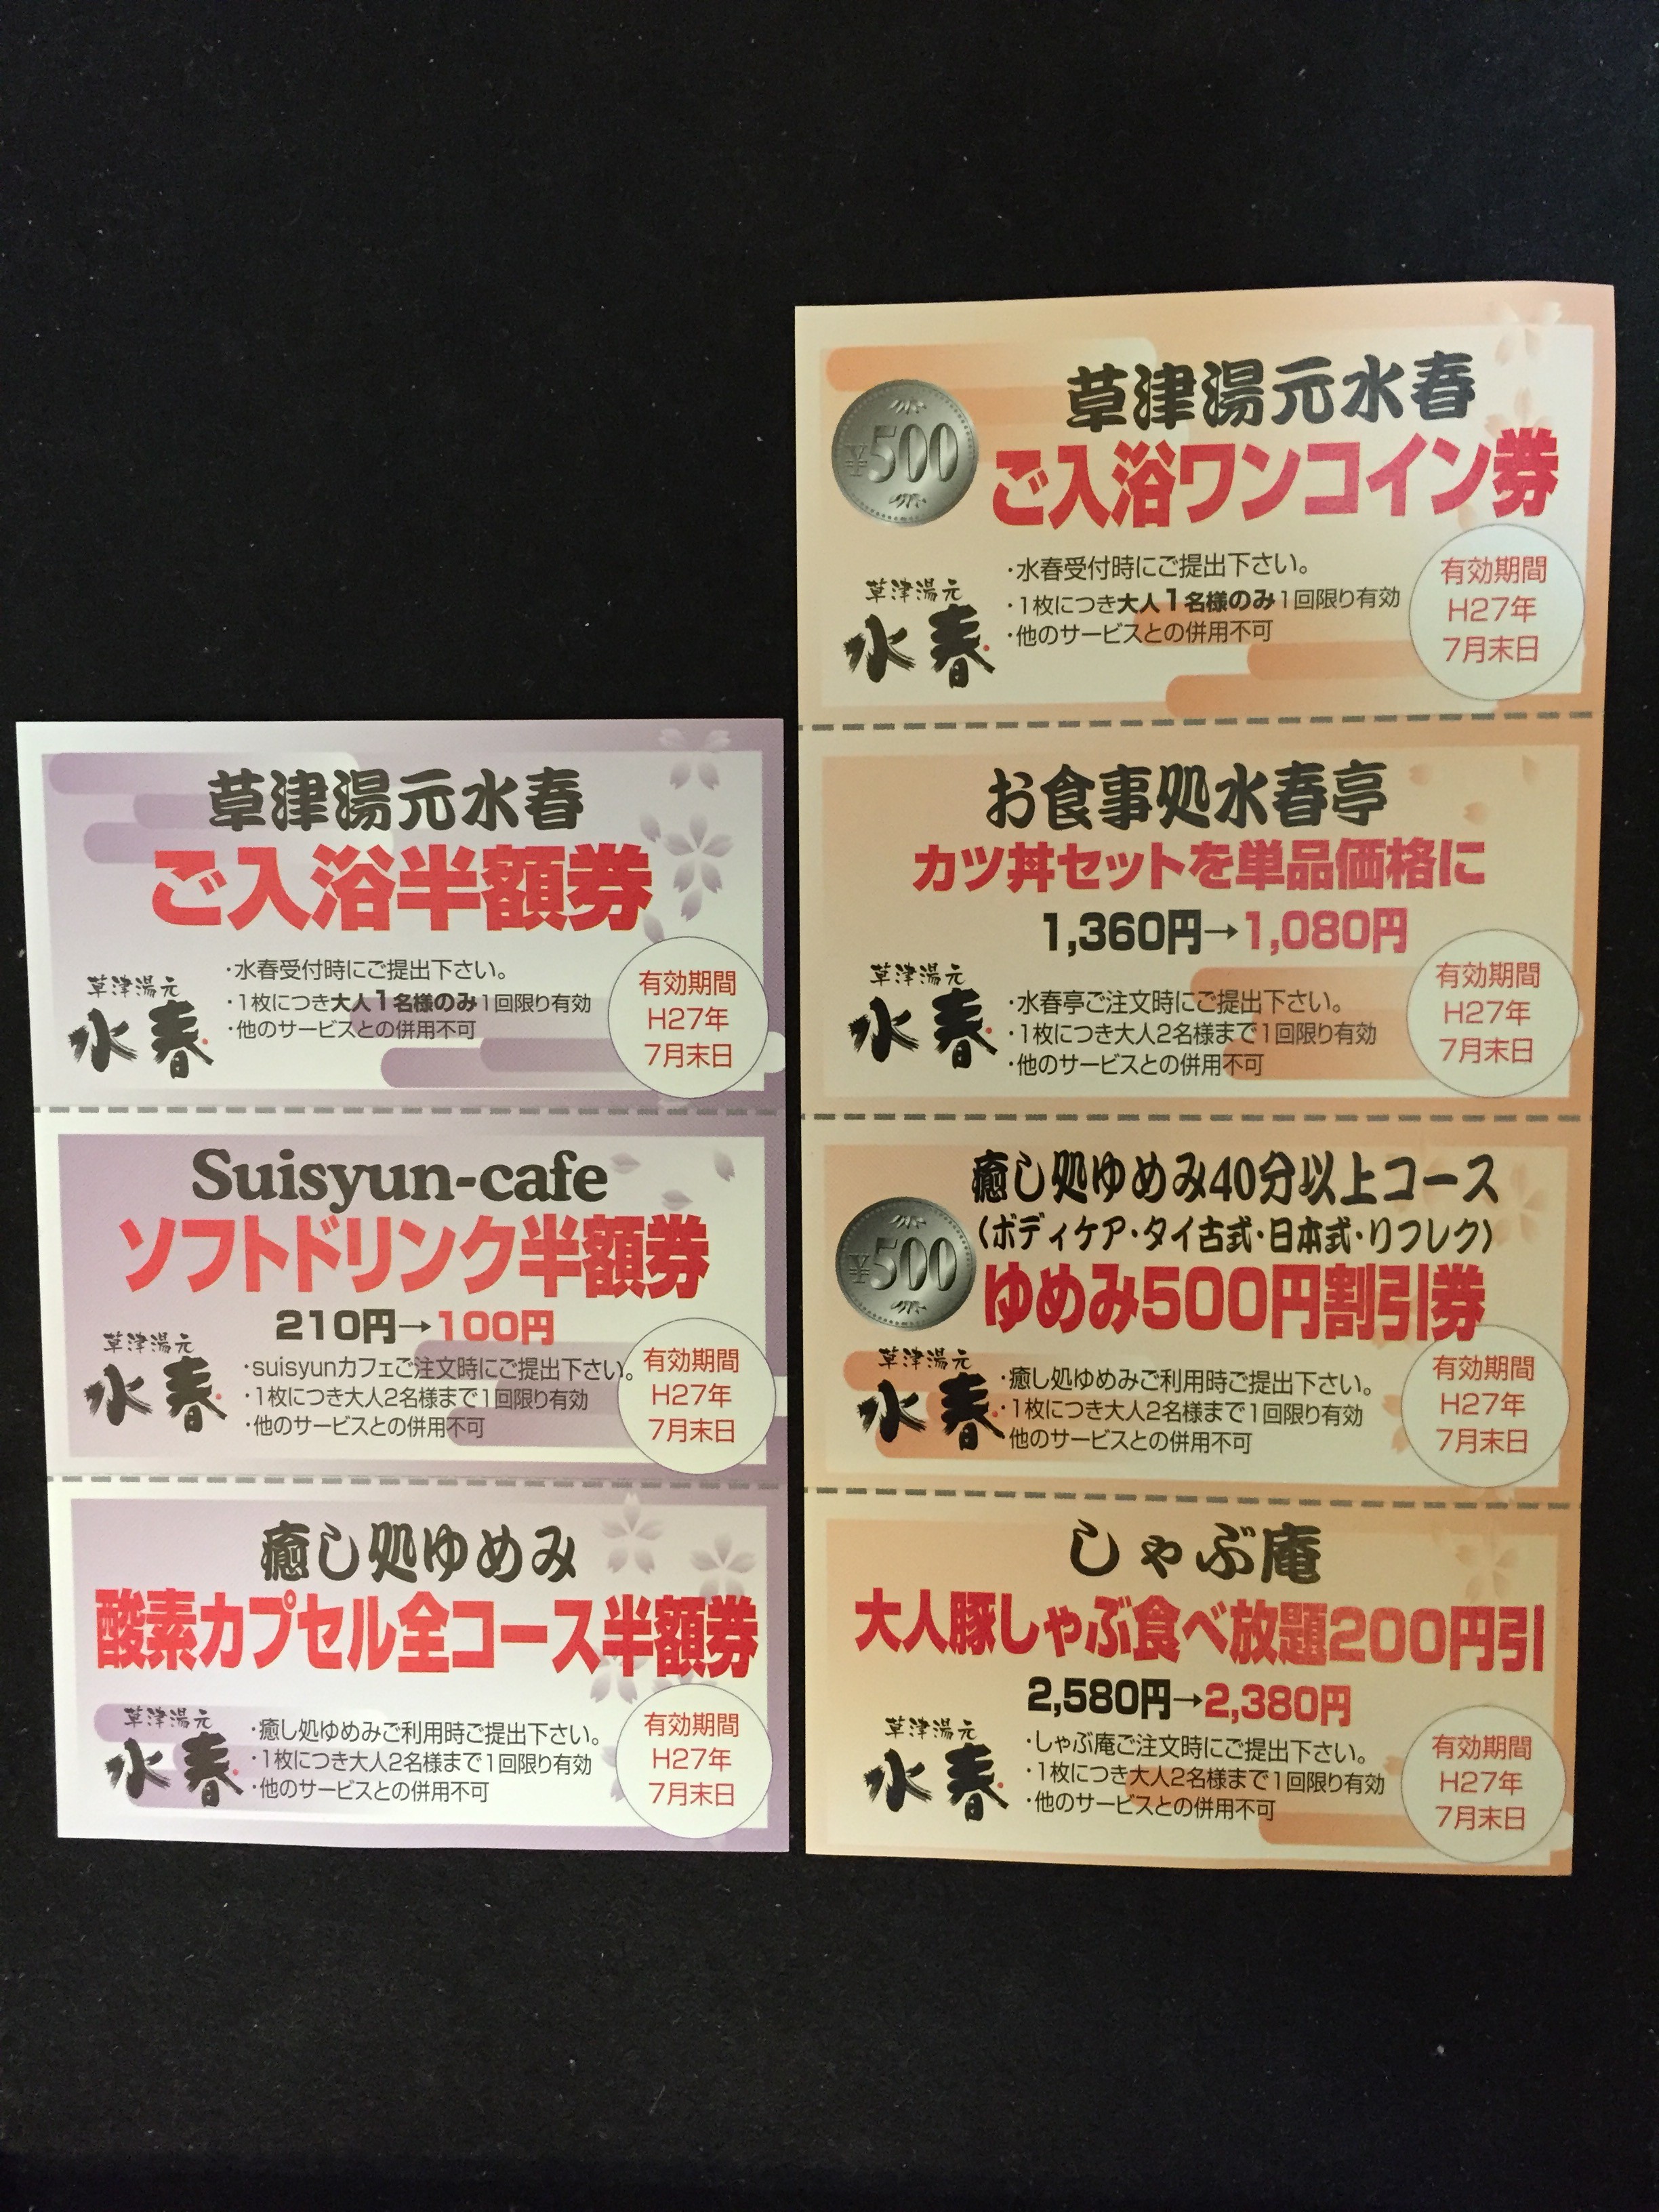 草津湯元水春
ご入浴半額券
草津湯元
水春
・水春受付時にご提出下さい。
・1枚につき大人1名様のみ1回限り有効
・他のサービスとの併用不可
有効期間
H27年
7月末日
Suisyun-cafe
ソフトドリンク半額券
210円→100円
草津湯元
水春
・suisyunカフェご注文時にご提出下さい。
・1枚につき大人2名様まで1回限り有効
・他のサービスとの併用不可
有効期間
H27年
7月末日
癒し処ゆめみ
酸素カプセル全コース半額券
草津湯元
水春
・癒し処ゆめみご利用時ご提出下さい。
・1枚につき大人2名様まで1回限り有効
・他のサービスとの併用不可
有効期間
H27年
7月末日
草津湯元水春
¥500
ご入浴ワンコイン券
草津湯元
水春
・水春受付時にご提出下さい。
・1枚につき大人1名様のみ1回限り有効
・他のサービスとの併用不可
有効期間
H27年
7月末日
お食事処水春亭
カツ丼セットを単品価格に
1,360円→1,080円
草津湯元
水春
・水春亭ご注文時にご提出下さい。
・1枚につき大人2名様まで1回限り有効
・他のサービスとの併用不可
有効期間
H27年
7月末日
癒し処ゆめみ40分以上コース
(ボディケア・タイ古式・日本式・リフレク)
¥500
ゆめみ500円割引券
草津湯元
水春
・癒し処ゆめみご利用時ご提出下さい。
・1枚につき大人2名様まで1回限り有効
他のサービスとの併用不可
有効期間
H27年
7月末日
しゃぶ庵
大人豚しゃぶ食べ放題200円引
2,580円→2,380円
草津湯元
水春
・しゃぶ庵ご注文時にご提出下さい。
・1枚につき大人2名様まで1回限り有効
・他のサービスとの併用不可
有効期間
H27年
7月末日